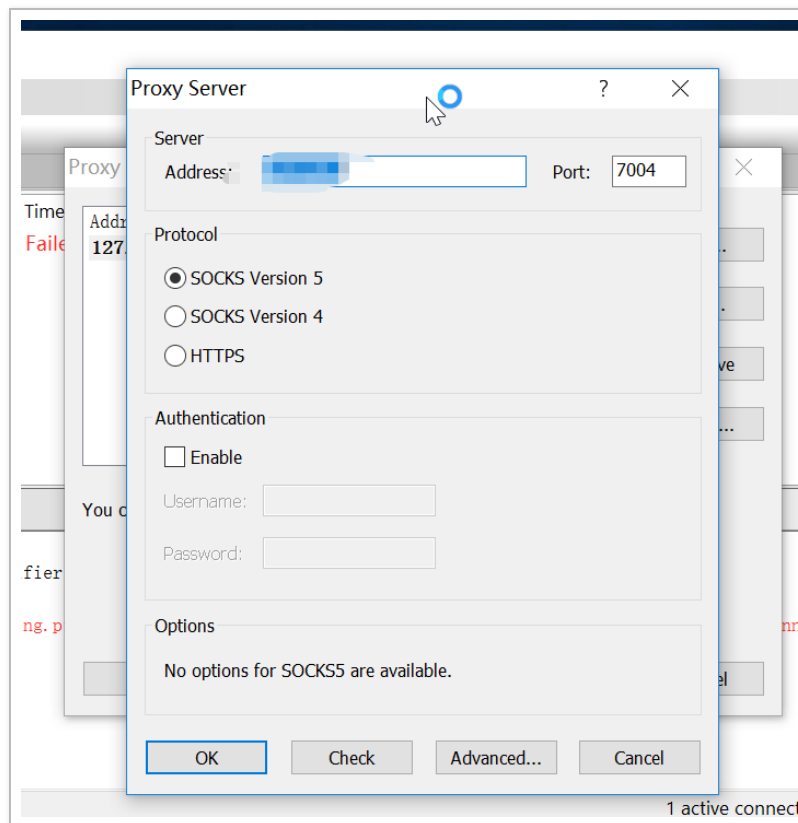 Proxy Server
?
Server
Address:
Port: 7004
Proxy
Time
Addr
Faile
127.
...
Protocol
SOCKS Version 5
SOCKS Version 4
HTTPS
ve
Authentication
Enable
Username:
You c
Password:
fier
ng. p
nn
Options
No options for SOCKS5 are available.
el
OK Check Advanced... Cancel
1 active connect